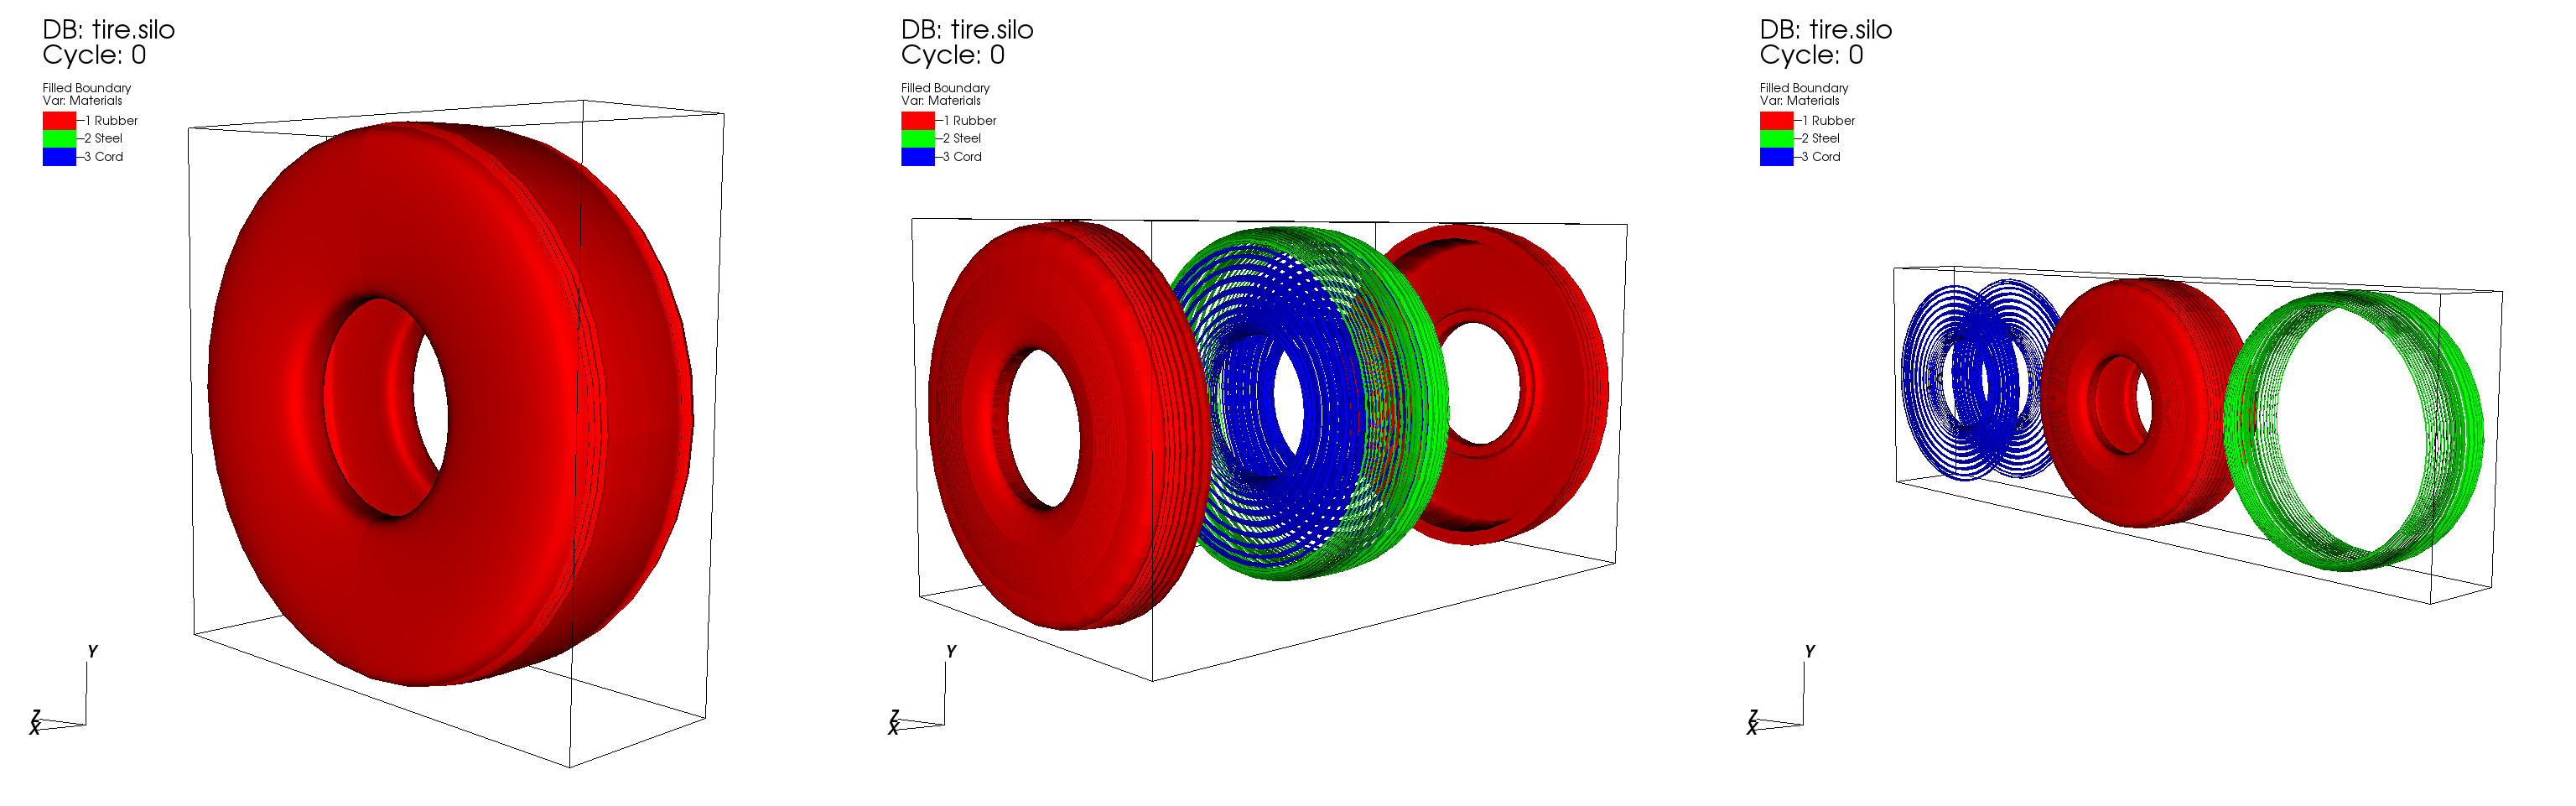 DB: tire.silo
Cycle: 0
Filled Boundary
Var: Materials
1 Rubber
2 Steel
3 Cord
Y
Z
X
DB: tire.silo
Cycle: 0
Filled Boundary
Var: Materials
1 Rubber
2 Steel
3 Cord
Y
Z
X
DB: tire.silo
Cycle: 0
Filled Boundary
Var: Materials
1 Rubber
2 Steel
3 Cord
Y
Z
X